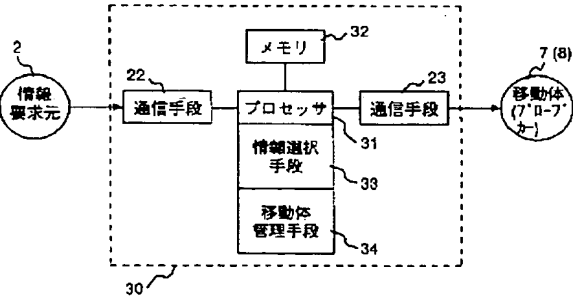 32
メモリ
2
22
23
7 (8)
情報
要求元
通信手段
プロセッサ
通信手段
移動体
(プローブ
カー)
31
情報選択
手段
33
移動体
管理手段
34
30